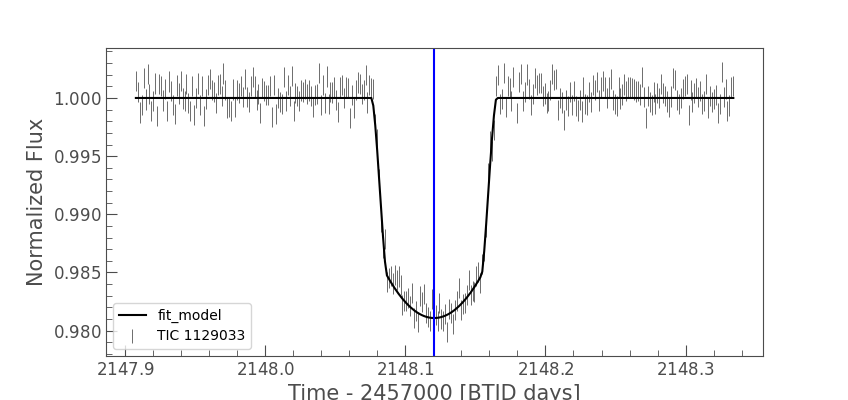 Normalized Flux
1.000
0.995
0.990
0.985
0.980
fit_model
TIC 1129033
2147.9 2148.0 2148.1 2148.2 2148.3
Time - 2457000 [BTJD days]